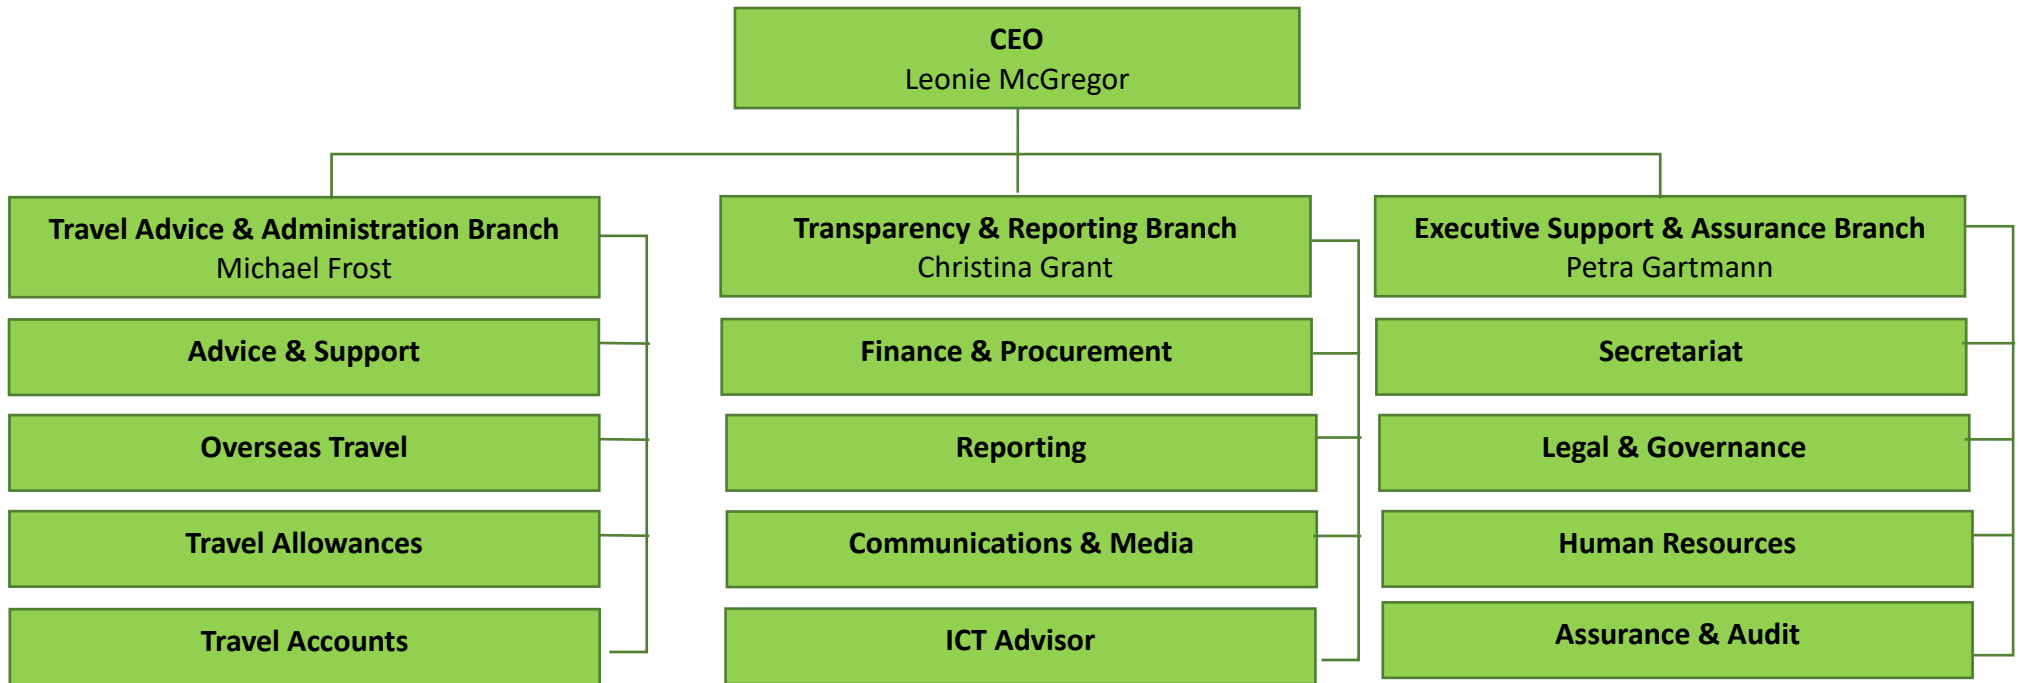 CEO
Leonie McGregor
Travel Advice & Administration Branch
Michael Frost
Advice & Support
Overseas Travel
Travel Allowances
Travel Accounts
Transparency & Reporting Branch
Christina Grant
Finance & Procurement
Reporting
Communications & Media
ICT Advisor
Executive Support & Assurance Branch
Petra Gartmann
Secretariat
Legal & Governance
Human Resources
Assurance & Audit